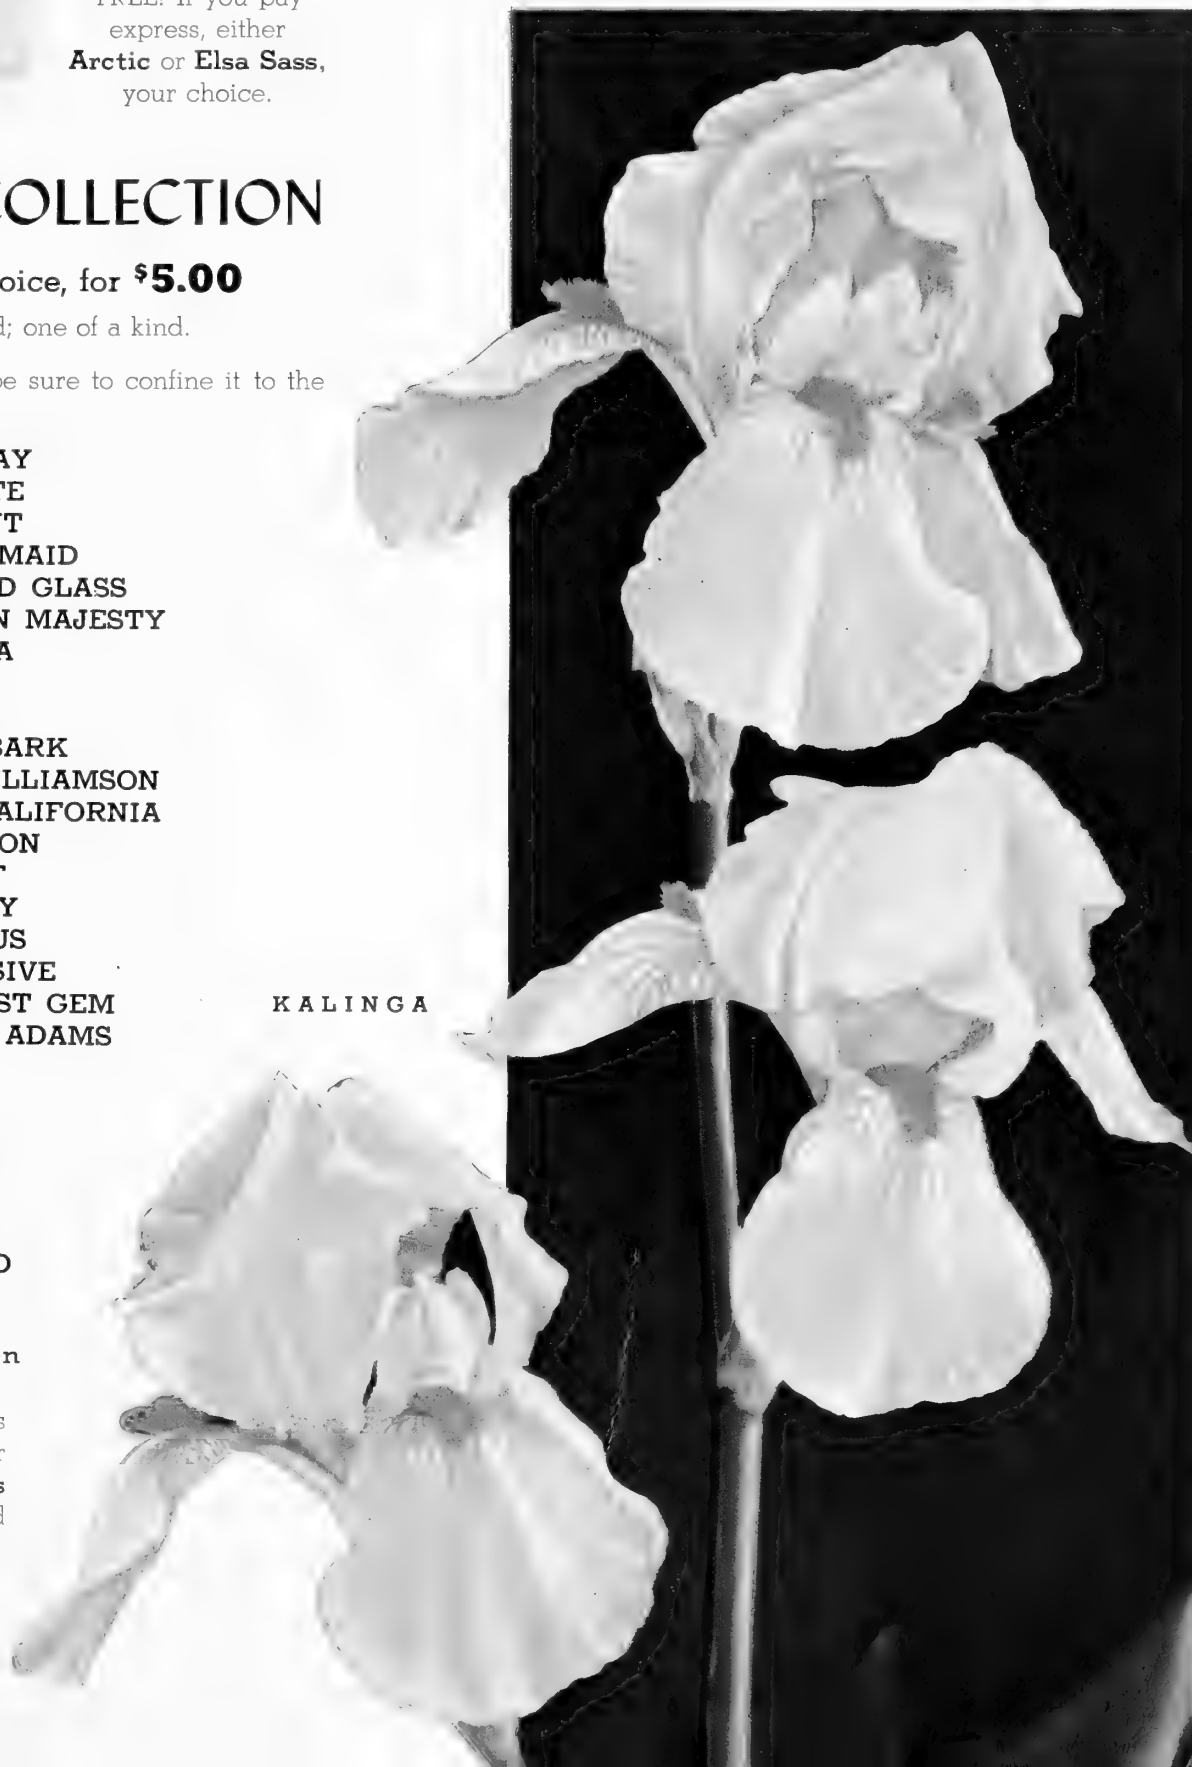 FREE! If you pay
express, either
Arctic or Elsa Sass,
your choice.
COLLECTION
oice, for $5.00
d; one of a kind.
be sure to confine it to the
AY
TE
T
MAID
D GLASS
N MAJESTY
A
BARK
LLIAMSON
ALIFORNIA
ON
Y
US
SIVE
ST GEM
ADAMS
KALINGA
D
n
s
r
s
d